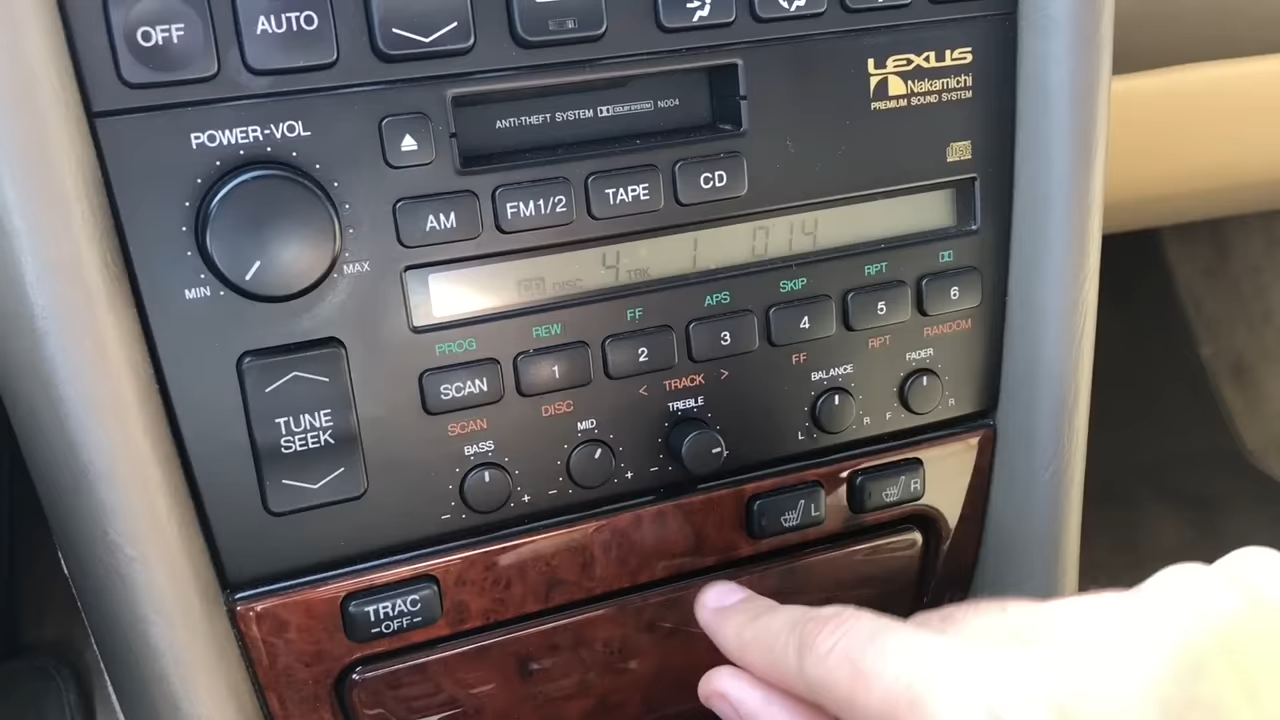 OFF
AUTO
LEXUS
Nakamichi
PREMIUM SOUND SYSTEM
ANTI-THEFT SYSTEM DOLBY SYSTEM N004
POWER-VOL
MIN
MAX
disc
AM
FM1/2
TAPE
CD
DISC 4 TRK 1 014
PROG
REW
FF
APS
SKIP
RPT
SCAN
1
2
3
4
5
6
SCAN
DISC
< TRACK >
FF
RPT
RANDOM
TUNE
SEEK
BASS
- +
MID
- +
TREBLE
-
BALANCE
L R
FADER
F R
L
R
TRAC
-OFF-